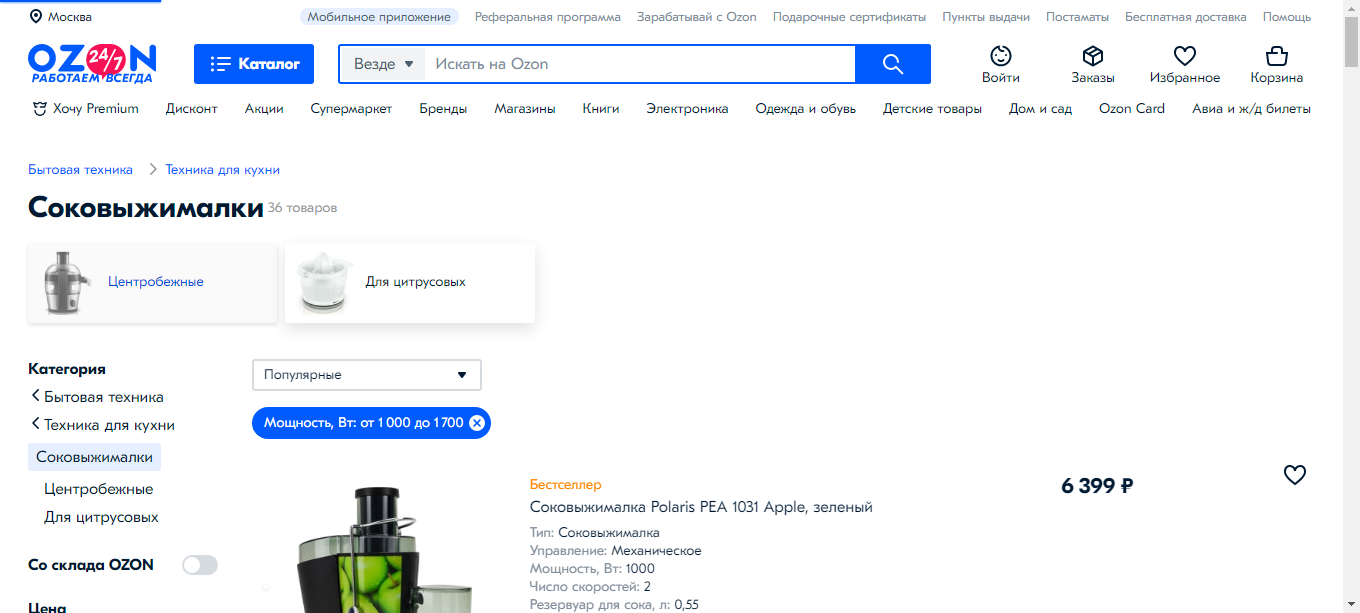 Москва Мобильное приложение Реферальная программа Зарабатывай с Ozon Подарочные сертификаты Пункты выдачи Постаматы Бесплатная доставка Помощь
OZON 24/7
РАБОТАЕМ ВСЕГДА
Каталог Везде Искать на Ozon Войти Заказы Избранное Корзина
Хочу Premium Дисконт Акции Супермаркет Бренды Магазины Книги Электроника Одежда и обувь Детские товары Дом и сад Ozon Card Авиа и ж/д билеты
Бытовая техника Техника для кухни
Соковыжималки 36 товаров
Центробежные Для цитрусовых
Категория
Бытовая техника
Техника для кухни
Соковыжималки
Центробежные
Для цитрусовых
Со склада OZON
Цена
Популярные
Мощность, Вт: от 1 000 до 1 700
Бестселлер
Соковыжималка Polaris PEA 1031 Apple, зеленый
Тип: Соковыжималка
Управление: Механическое
Мощность, Вт: 1000
Число скоростей: 2
Резервуар для сока, л: 0,55
6 399 ₽